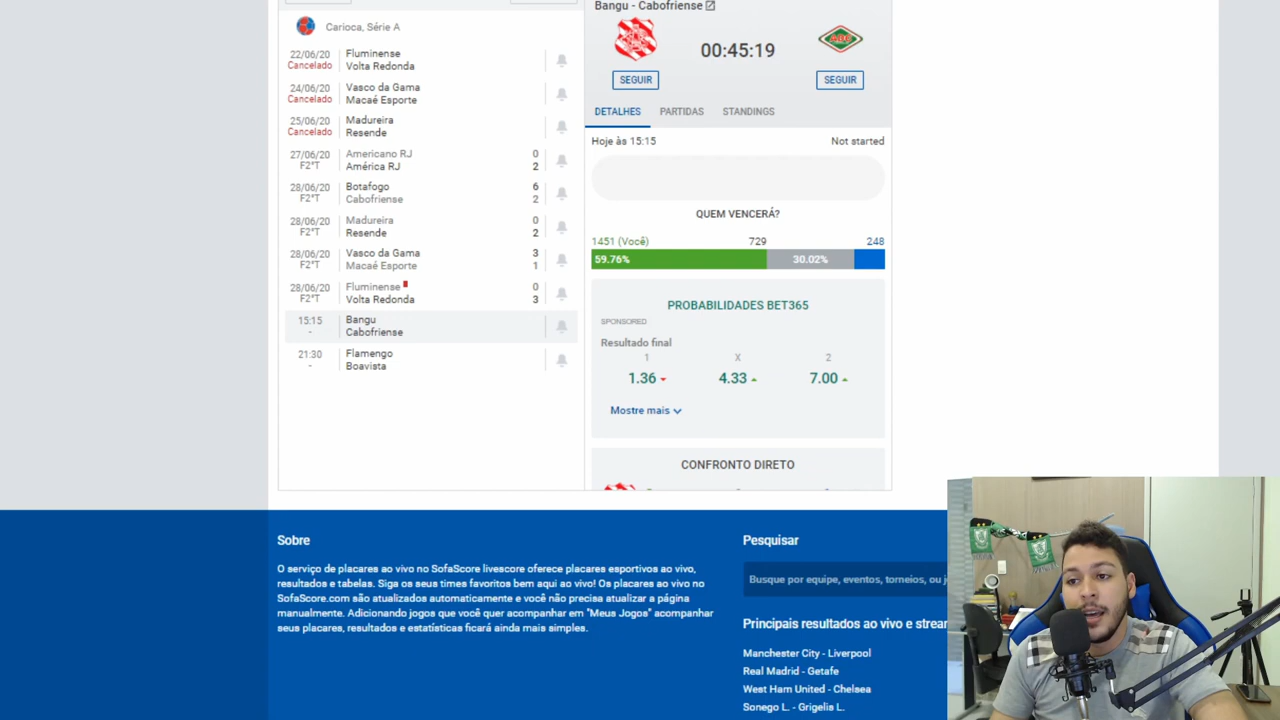 Carioca, Série A
22/06/20
Cancelado
Fluminense
Volta Redonda
24/06/20
Cancelado
Vasco da Gama
Macaé Esporte
25/06/20
Cancelado
Madureira
Resende
27/06/20
F2°T
Americano RJ 0
América RJ 2
28/06/20
F2°T
Botafogo 6
Cabofriense 2
28/06/20
F2°T
Madureira 0
Resende 2
28/06/20
F2°T
Vasco da Gama 3
Macaé Esporte 1
28/06/20
F2°T
Fluminense 0
Volta Redonda 3
15:15
-
Bangu
Cabofriense
21:30
-
Flamengo
Boavista
Bangu - Cabofriense
00:45:19
SEGUIR SEGUIR
DETALHES PARTIDAS STANDINGS
Hoje às 15:15 Not started
QUEM VENCERÁ?
1451 (Você) 729 248
59.76% 30.02%
PROBABILIDADES BET365
SPONSORED
Resultado final
1 X 2
1.36 4.33 7.00
Mostre mais
CONFRONTO DIRETO
Sobre
O serviço de placares ao vivo no SofaScore livescore oferece placares esportivos ao vivo,
resultados e tabelas. Siga os seus times favoritos bem aqui ao vivo! Os placares ao vivo no
SofaScore.com são atualizados automaticamente e você não precisa atualizar a página
manualmente. Adicionando jogos que você quer acompanhar em "Meus Jogos" acompanhar
seus placares, resultados e estatísticas ficará ainda mais simples.
Pesquisar
Busque por equipe, eventos, torneios, ou
Principais resultados ao vivo e
Manchester City - Liverpool
Real Madrid - Getafe
West Ham United - Chelsea
Sonego L. - Grigelis L.